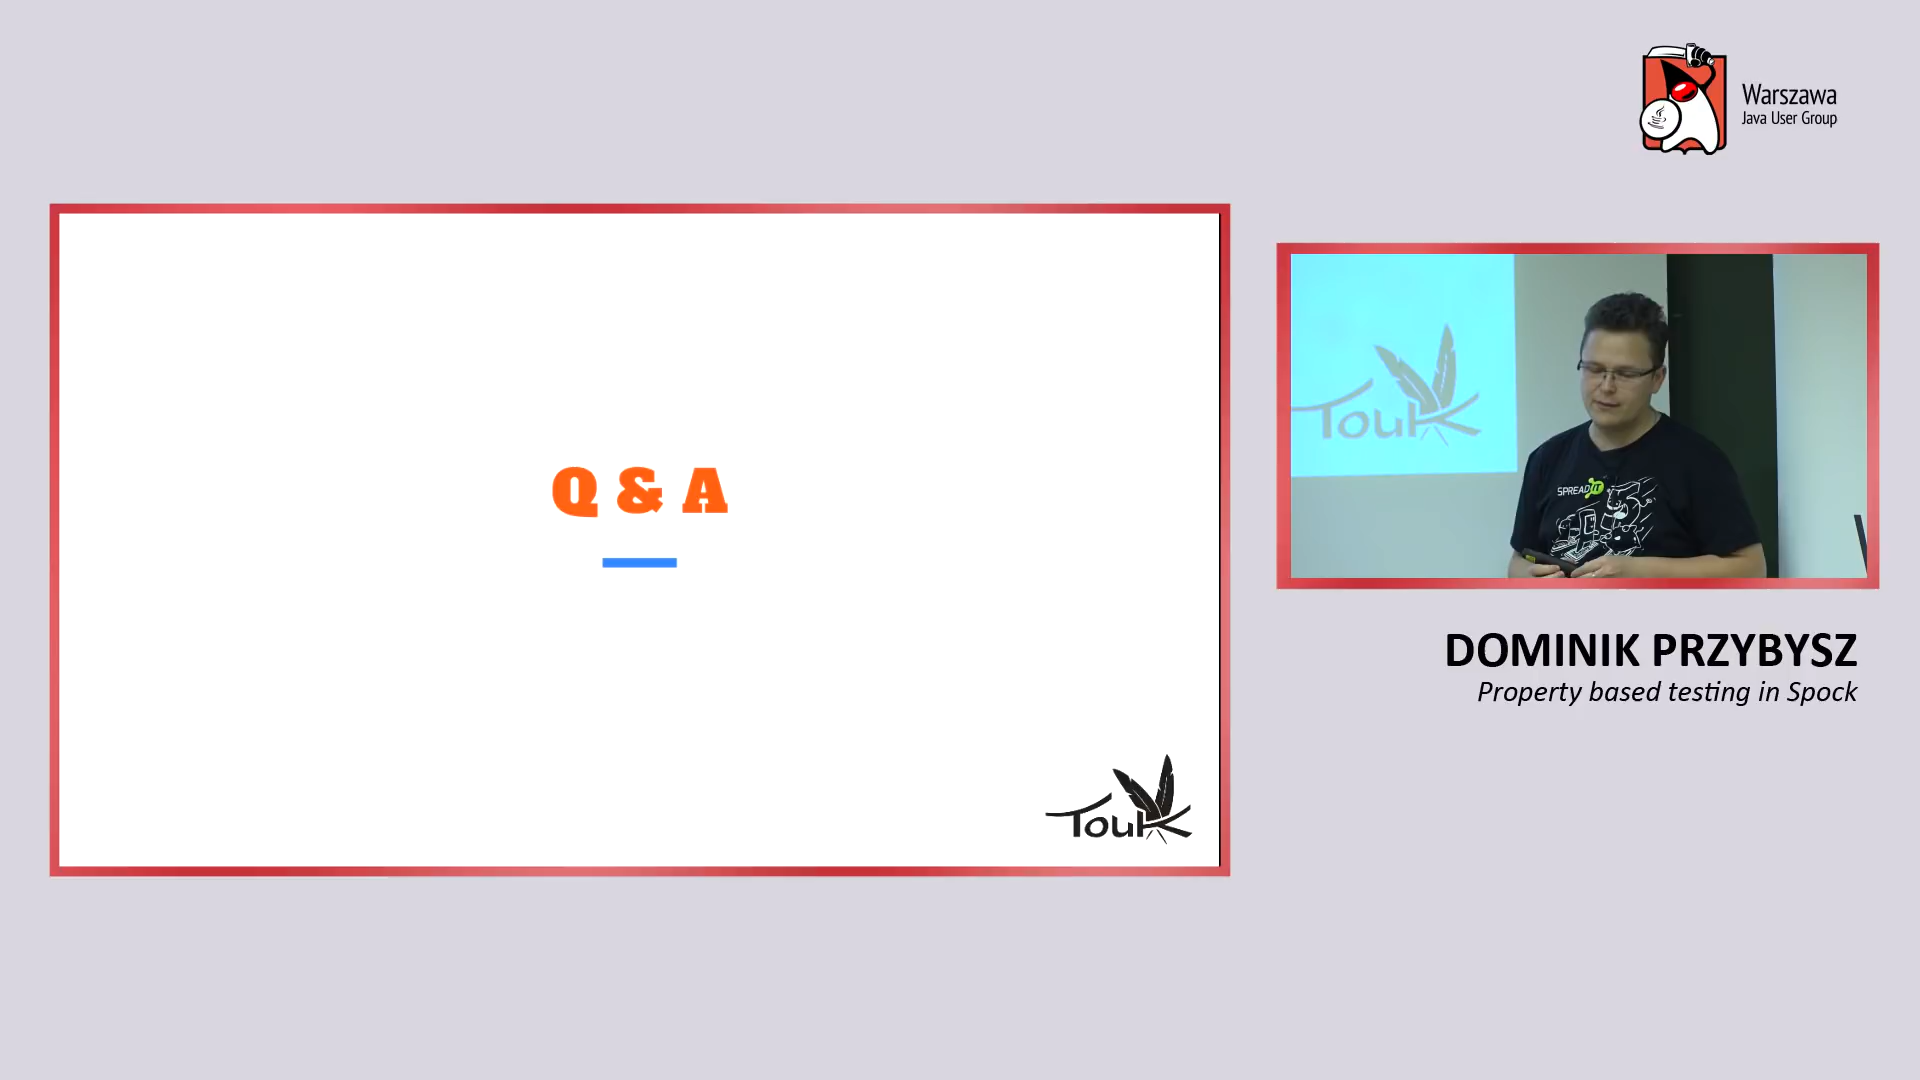 Warszawa
Java User Group
Q & A
Touk
Touk
SPREAD IT
DOMINIK PRZYBYSZ
Property based testing in Spock